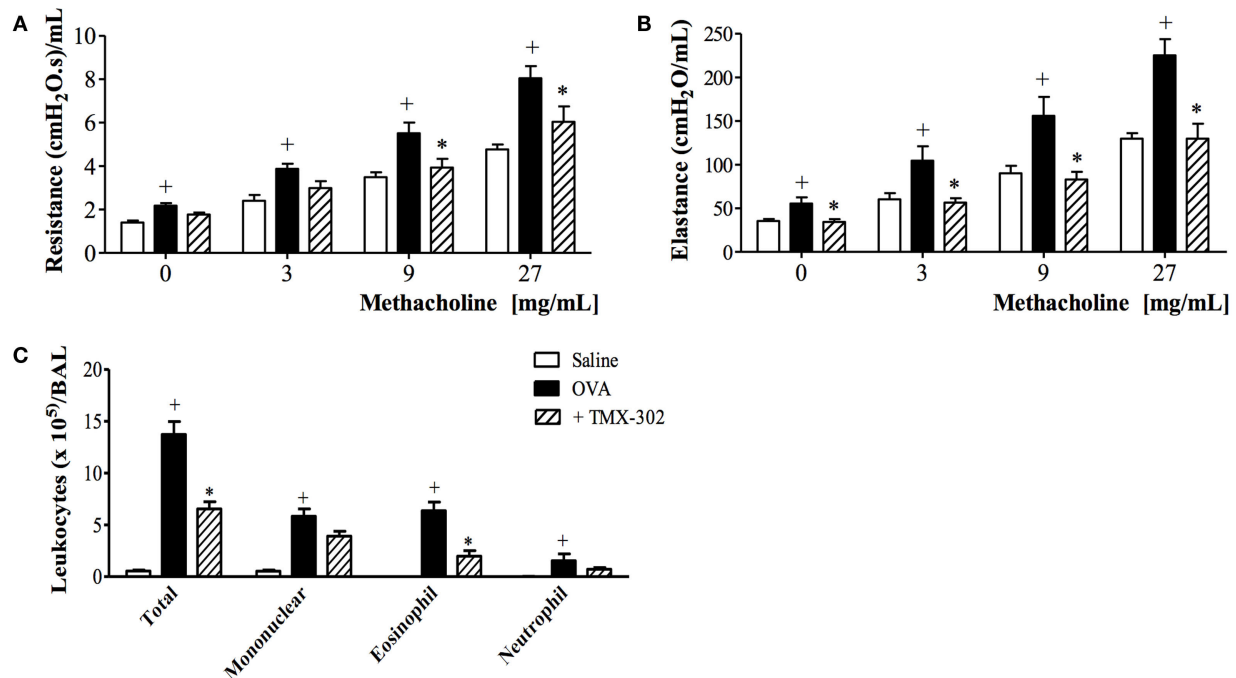 A
Resistance (cmH₂O.s)/mL
10
8
6
4
2
0
+
+
+
*
+
*
0 3 9 27
Methacholine [mg/mL]
B
Elastance (cmH₂O/mL)
250
200
150
100
50
0
+
*
+
*
+
*
+
*
0 3 9 27
Methacholine [mg/mL]
C
Leukocytes (x 10⁵⁾/BAL
20
15
10
5
0
Saline
OVA
+ TMX-302
+
*
+
+
*
+
Total
Mononuclear
Eosinophil
Neutrophil